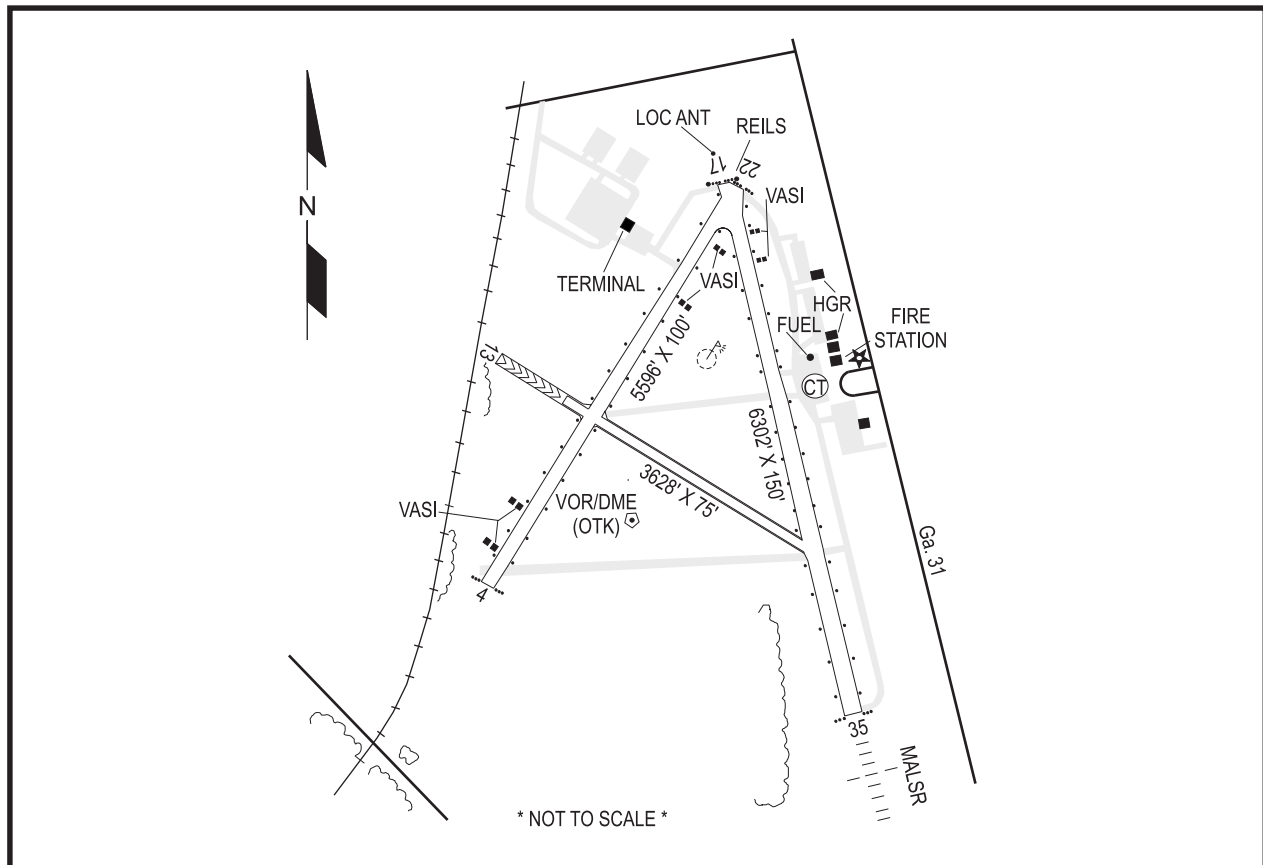 LOC ANT
REILS
17
22
VASI
N
TERMINAL
VASI
HGR
FUEL
FIRE
STATION
13
5596' X 100'
CT
6302' X 150'
3628' X 75'
VASI
VOR/DME
(OTK)
Ga. 31
4
35
MALSR
* NOT TO SCALE *